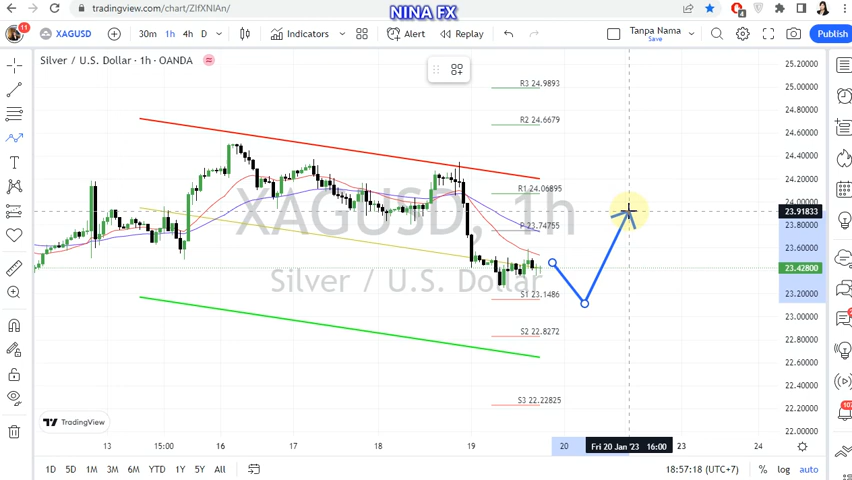 tradingview.com/chart/ZIfXNIAn/
NINA FX
11
XAGUSD
30m 1h 4h D
Indicators
Alert
Replay
Tanpa Nama
Save
Publish
Silver / U.S. Dollar · 1h · OANDA
XAGUSD, 1h
Silver / U.S. Dollar
R3 24.9893
R2 24.6679
R1 24.06895
P 23.74755
S1 23.1486
S2 22.8272
S3 22.22825
25.20000
25.00000
24.80000
24.60000
24.40000
24.20000
24.00000
23.91833
23.60000
23.42800
23.20000
23.00000
22.80000
22.60000
22.40000
22.20000
22.00000
TradingView
13 15:00 16 17 18 19 20 Fri 20 Jan '23 16:00 23 24
1D 5D 1M 3M 6M YTD 1Y 5Y All
18:57:18 (UTC+7) % log auto